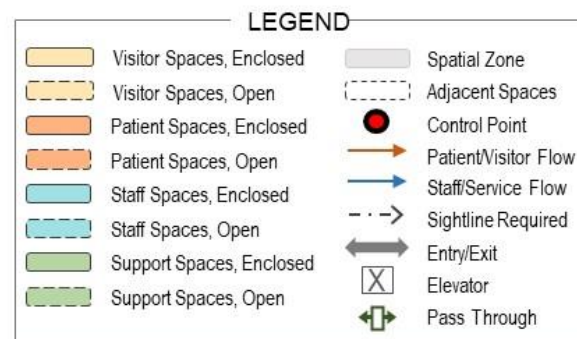 LEGEND
Visitor Spaces, Enclosed
Visitor Spaces, Open
Patient Spaces, Enclosed
Patient Spaces, Open
Staff Spaces, Enclosed
Staff Spaces, Open
Support Spaces, Enclosed
Support Spaces, Open
Spatial Zone
Adjacent Spaces
Control Point
Patient/Visitor Flow
Staff/Service Flow
Sightline Required
Entry/Exit
X Elevator
Pass Through